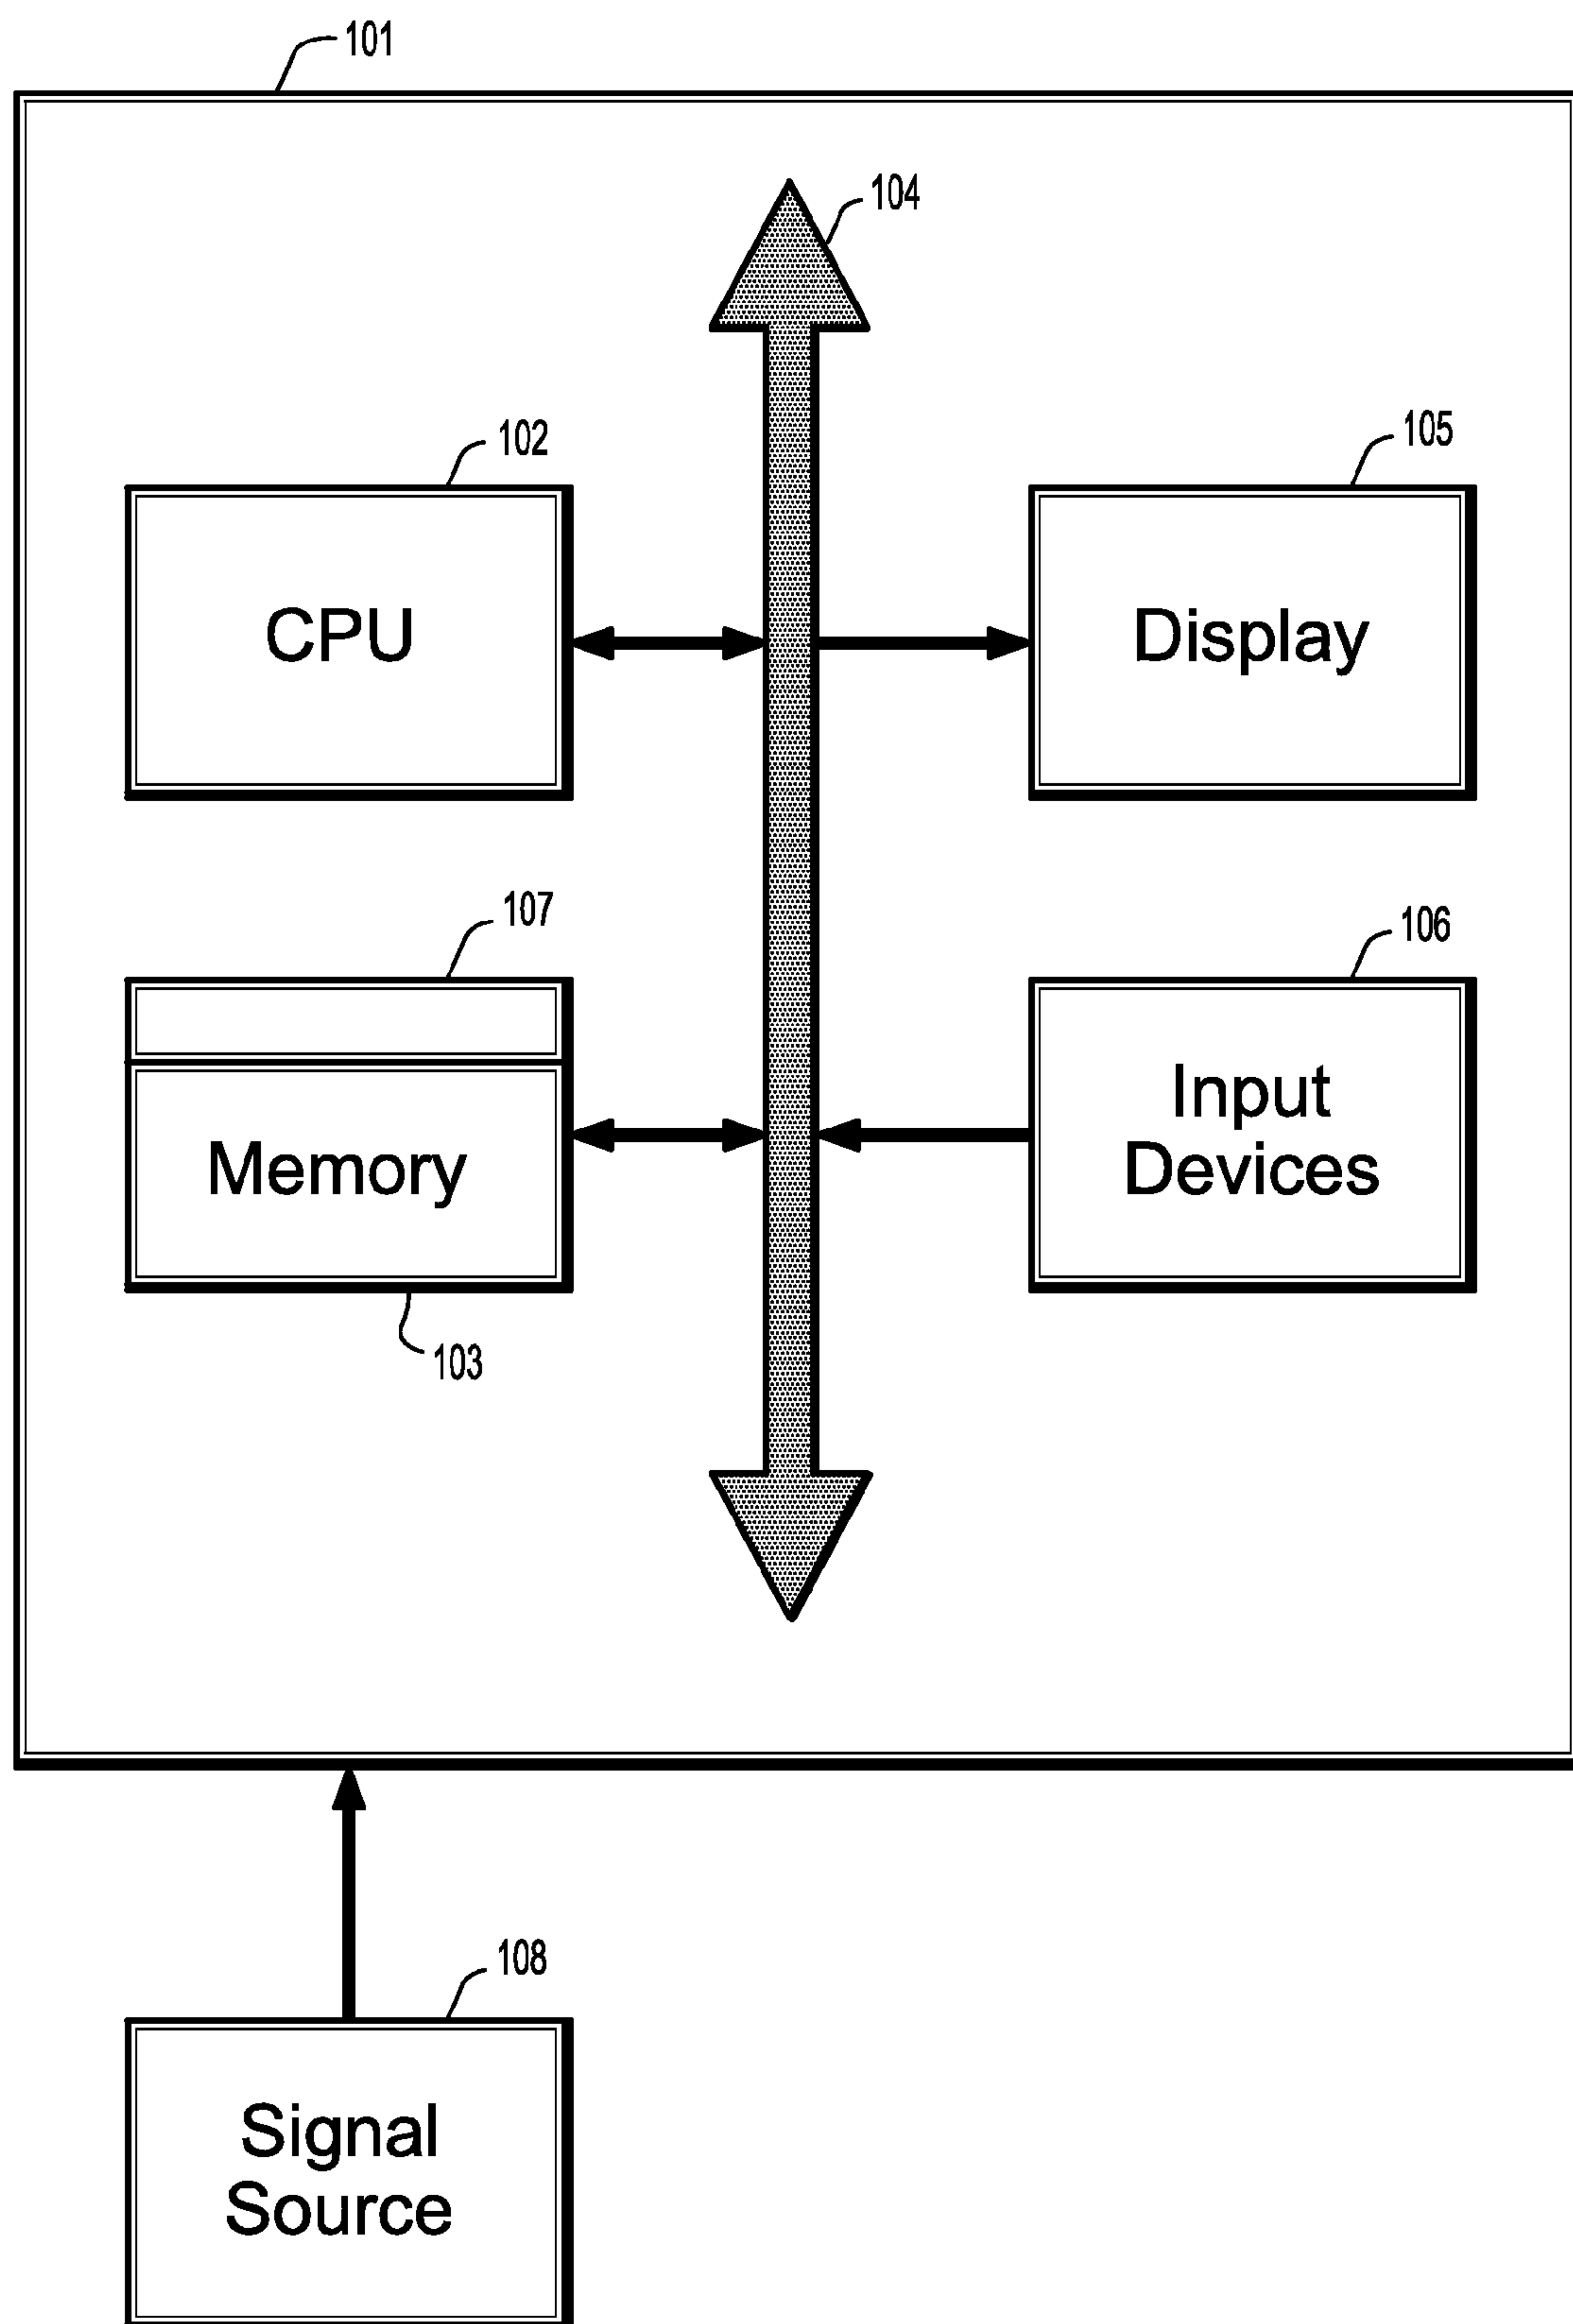 101
104
102
105
CPU
Display
107
106
Memory
Input
Devices
103
108
Signal
Source